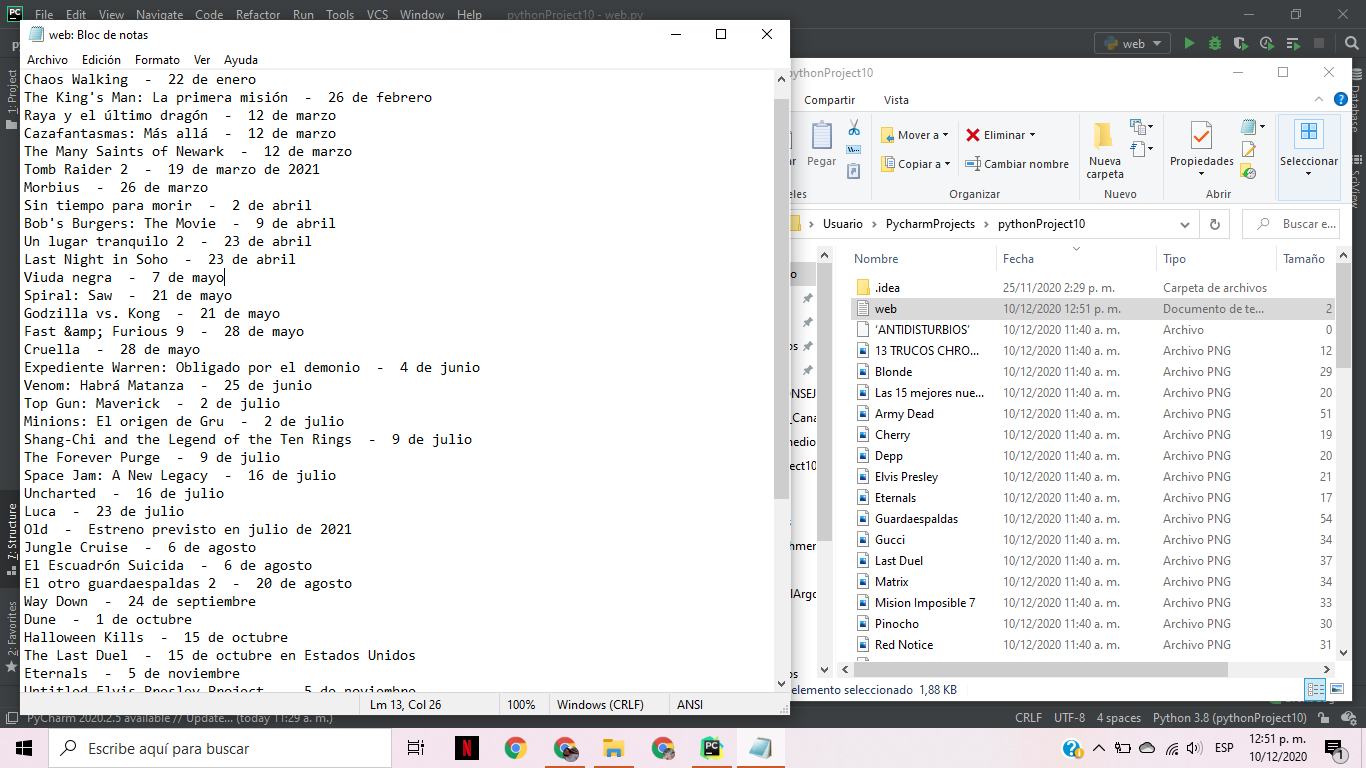 File Edit View Navigate Code Refactor Run Tools VCS Window Help pythonProject10 - web.py
web: Bloc de notas
Archivo Edición Formato Ver Ayuda
Chaos Walking - 22 de enero
The King's Man: La primera misión - 26 de febrero
Raya y el último dragón - 12 de marzo
Cazafantasmas: Más allá - 12 de marzo
The Many Saints of Newark - 12 de marzo
Tomb Raider 2 - 19 de marzo de 2021
Morbius - 26 de marzo
Sin tiempo para morir - 2 de abril
Bob's Burgers: The Movie - 9 de abril
Un lugar tranquilo 2 - 23 de abril
Last Night in Soho - 23 de abril
Viuda negra - 7 de mayo
Spiral: Saw - 21 de mayo
Godzilla vs. Kong - 21 de mayo
Fast &amp; Furious 9 - 28 de mayo
Cruella - 28 de mayo
Expediente Warren: Obligado por el demonio - 4 de junio
Venom: Habrá Matanza - 25 de junio
Top Gun: Maverick - 2 de julio
Minions: El origen de Gru - 2 de julio
Shang-Chi and the Legend of the Ten Rings - 9 de julio
The Forever Purge - 9 de julio
Space Jam: A New Legacy - 16 de julio
Uncharted - 16 de julio
Luca - 23 de julio
Old - Estreno previsto en julio de 2021
Jungle Cruise - 6 de agosto
El Escuadrón Suicida - 6 de agosto
El otro guardaespaldas 2 - 20 de agosto
Way Down - 24 de septiembre
Dune - 1 de octubre
Halloween Kills - 15 de octubre
The Last Duel - 15 de octubre en Estados Unidos
Eternals - 5 de noviembre
Untitled Elvis Presley Project - 5 de noviembre
Lm 13, Col 26 100% Windows (CRLF) ANSI
1: Project
7: Structure
2: Favorites
web
Database
SciView
pythonProject10
Compartir Vista
Pegar
Mover a
Copiar a
Eliminar
Cambiar nombre
Organizar
Nueva carpeta
Nuevo
Propiedades
Abrir
Seleccionar
Usuario PycharmProjects pythonProject10
Buscar e...
Nombre Fecha Tipo Tamaño
.idea 25/11/2020 2:29 p. m. Carpeta de archivos
web 10/12/2020 12:51 p. m. Documento de te... 2
‘ANTIDISTURBIOS’ 10/12/2020 11:40 a. m. Archivo 0
13 TRUCOS CHRO... 10/12/2020 11:40 a. m. Archivo PNG 12
Blonde 10/12/2020 11:40 a. m. Archivo PNG 29
Las 15 mejores nue... 10/12/2020 11:40 a. m. Archivo PNG 20
Army Dead 10/12/2020 11:40 a. m. Archivo PNG 51
Cherry 10/12/2020 11:40 a. m. Archivo PNG 19
Depp 10/12/2020 11:40 a. m. Archivo PNG 20
Elvis Presley 10/12/2020 11:40 a. m. Archivo PNG 21
Eternals 10/12/2020 11:40 a. m. Archivo PNG 17
Guardaespaldas 10/12/2020 11:40 a. m. Archivo PNG 54
Gucci 10/12/2020 11:40 a. m. Archivo PNG 34
Last Duel 10/12/2020 11:40 a. m. Archivo PNG 37
Matrix 10/12/2020 11:40 a. m. Archivo PNG 34
Mision Imposible 7 10/12/2020 11:40 a. m. Archivo PNG 33
Pinocho 10/12/2020 11:40 a. m. Archivo PNG 30
Red Notice 10/12/2020 11:40 a. m. Archivo PNG 31
elemento seleccionado 1,88 KB
PyCharm 2020.2.5 available // Update... (today 11:29 a. m.)
CRLF UTF-8 4 spaces Python 3.8 (pythonProject10)
Escribe aquí para buscar
ESP
12:51 p. m.
10/12/2020
1